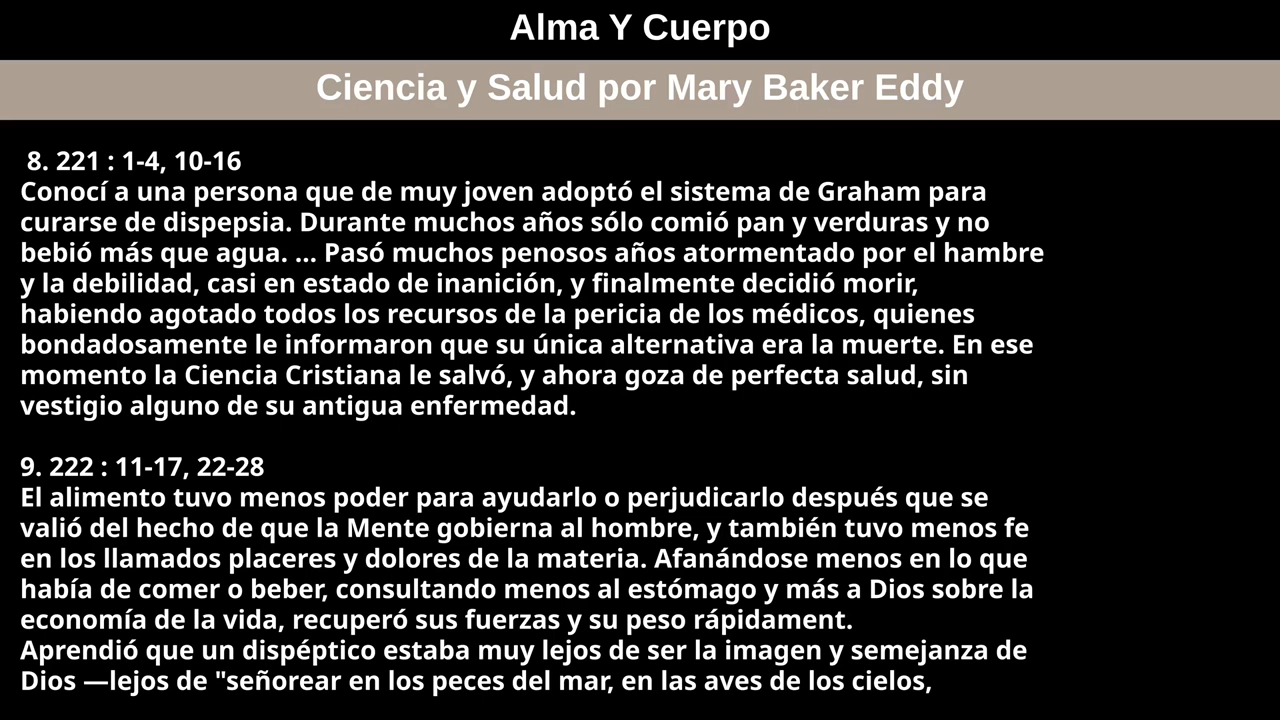 Alma Y Cuerpo
Ciencia y Salud por Mary Baker Eddy
8. 221 : 1-4, 10-16
Conocí a una persona que de muy joven adoptó el sistema de Graham para
curarse de dispepsia. Durante muchos años sólo comió pan y verduras y no
bebió más que agua. ... Pasó muchos penosos años atormentado por el hambre
y la debilidad, casi en estado de inanición, y finalmente decidió morir,
habiendo agotado todos los recursos de la pericia de los médicos, quienes
bondadosamente le informaron que su única alternativa era la muerte. En ese
momento la Ciencia Cristiana le salvó, y ahora goza de perfecta salud, sin
vestigio alguno de su antigua enfermedad.
9. 222 : 11-17, 22-28
El alimento tuvo menos poder para ayudarlo o perjudicarlo después que se
valió del hecho de que la Mente gobierna al hombre, y también tuvo menos fe
en los llamados placeres y dolores de la materia. Afanándose menos en lo que
había de comer o beber, consultando menos al estómago y más a Dios sobre la
economía de la vida, recuperó sus fuerzas y su peso rápidament.
Aprendió que un dispéptico estaba muy lejos de ser la imagen y semejanza de
Dios —lejos de "señorear en los peces del mar, en las aves de los cielos,